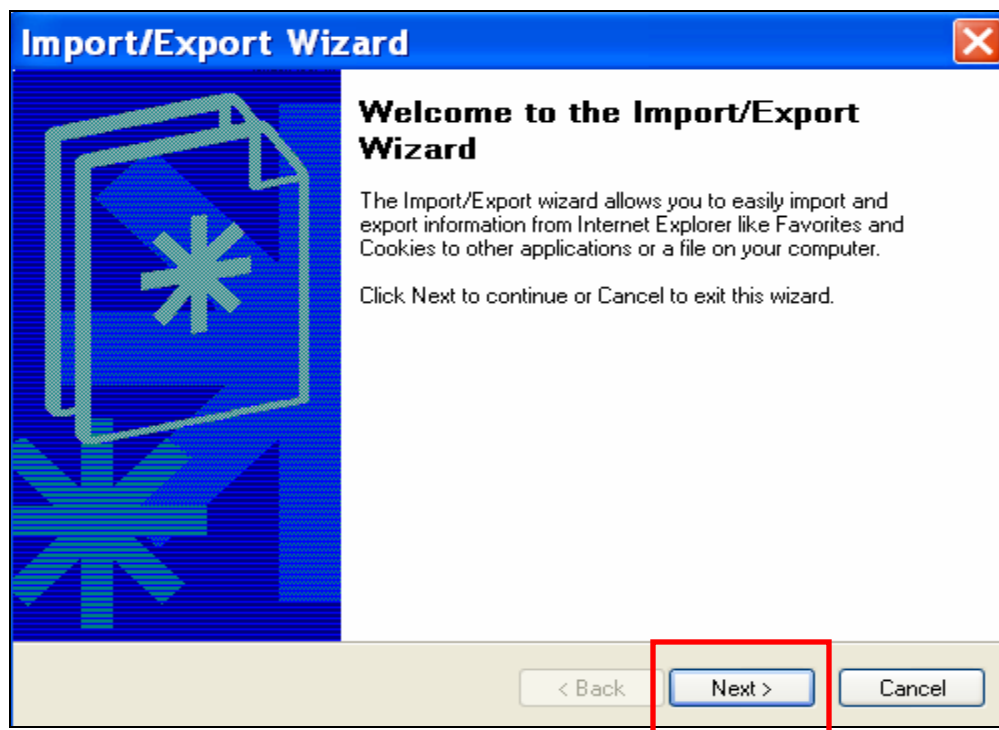 Import/Export Wizard
Welcome to the Import/Export
Wizard
The Import/Export wizard allows you to easily import and
export information from Internet Explorer like Favorites and
Cookies to other applications or a file on your computer.
Click Next to continue or Cancel to exit this wizard.
< Back Next > Cancel